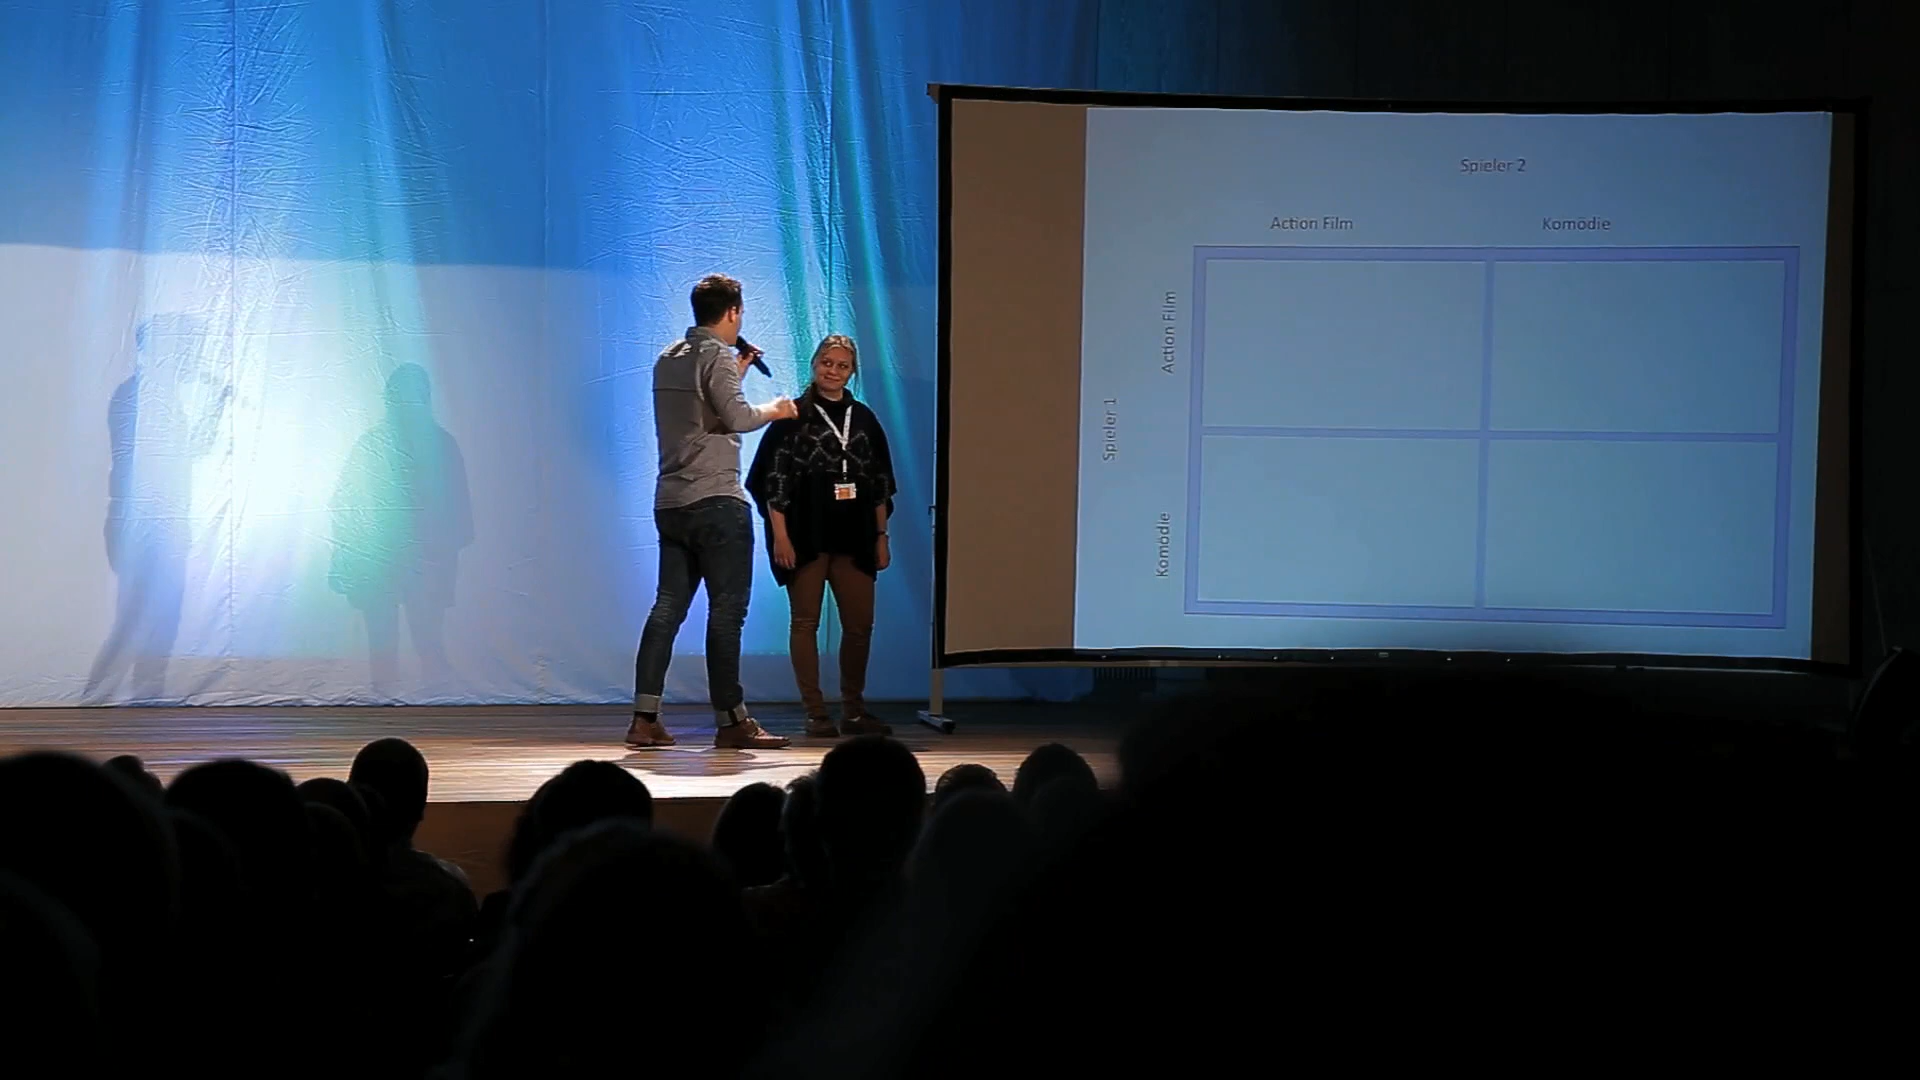 Spieler 2
Action Film
Komödie
Action Film
Spieler 1
Komödie